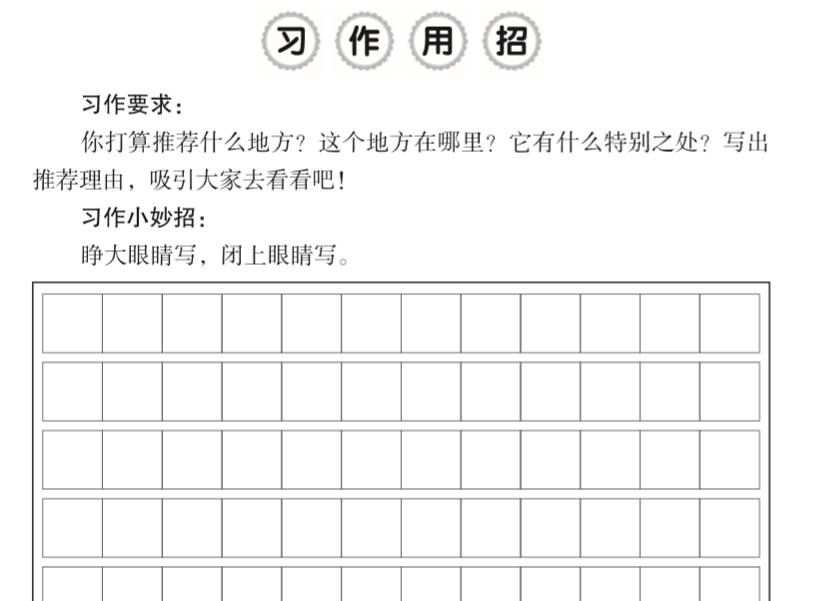 习作用招
习作要求：
你打算推荐什么地方？这个地方在哪里？它有什么特别之处？写出
推荐理由，吸引大家去看看吧！
习作小妙招：
睁大眼睛写，闭上眼睛写。